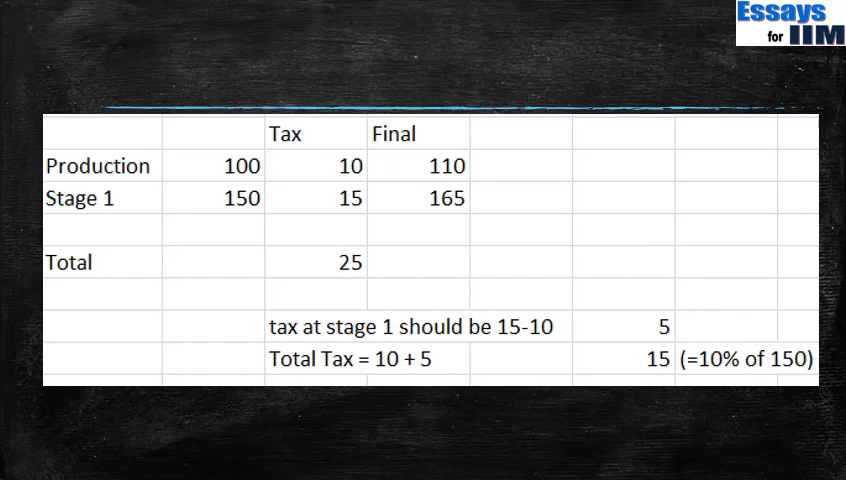 Essays
for IIM
Tax Final
Production 100 10 110
Stage 1 150 15 165
Total 25
tax at stage 1 should be 15-10 5
Total Tax = 10 + 5 15 (=10% of 150)